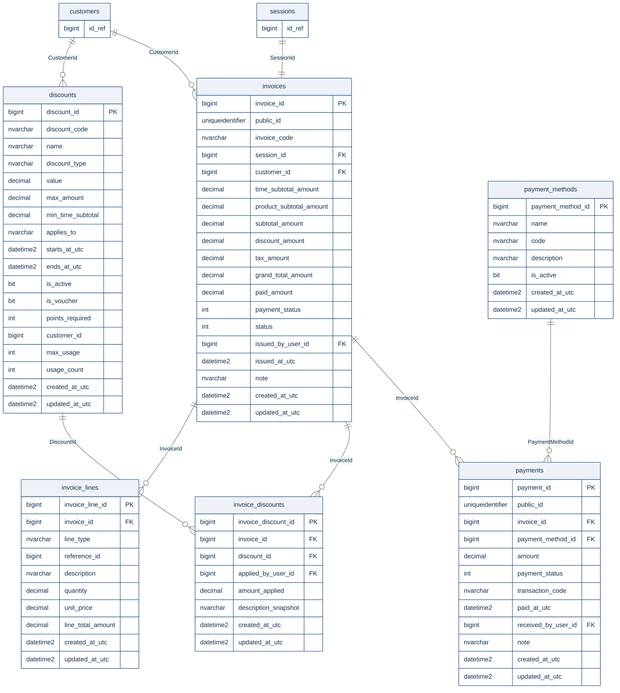 customers
bigint id_ref
sessions
bigint id_ref
CustomerId
CustomerId
SessionId
discounts
bigint discount_id PK
nvarchar discount_code
nvarchar name
nvarchar discount_type
decimal value
decimal max_amount
decimal min_time_subtotal
nvarchar applies_to
datetime2 starts_at_utc
datetime2 ends_at_utc
bit is_active
bit is_voucher
int points_required
bigint customer_id
int max_usage
int usage_count
datetime2 created_at_utc
datetime2 updated_at_utc
invoices
bigint invoice_id PK
uniqueidentifier public_id
nvarchar invoice_code
bigint session_id FK
bigint customer_id FK
decimal time_subtotal_amount
decimal product_subtotal_amount
decimal subtotal_amount
decimal discount_amount
decimal tax_amount
decimal grand_total_amount
decimal paid_amount
int payment_status
int status
bigint issued_by_user_id FK
datetime2 issued_at_utc
nvarchar note
datetime2 created_at_utc
datetime2 updated_at_utc
payment_methods
bigint payment_method_id PK
nvarchar name
nvarchar code
nvarchar description
bit is_active
datetime2 created_at_utc
datetime2 updated_at_utc
InvoiceId
DiscountId
InvoiceId
InvoiceId
PaymentMethodId
invoice_lines
bigint invoice_line_id PK
bigint invoice_id FK
nvarchar line_type
bigint reference_id
nvarchar description
decimal quantity
decimal unit_price
decimal line_total_amount
datetime2 created_at_utc
datetime2 updated_at_utc
invoice_discounts
bigint invoice_discount_id PK
bigint invoice_id FK
bigint discount_id FK
bigint applied_by_user_id FK
decimal amount_applied
nvarchar description_snapshot
datetime2 created_at_utc
datetime2 updated_at_utc
payments
bigint payment_id PK
uniqueidentifier public_id
bigint invoice_id FK
bigint payment_method_id FK
decimal amount
int payment_status
nvarchar transaction_code
datetime2 paid_at_utc
bigint received_by_user_id FK
nvarchar note
datetime2 created_at_utc
datetime2 updated_at_utc